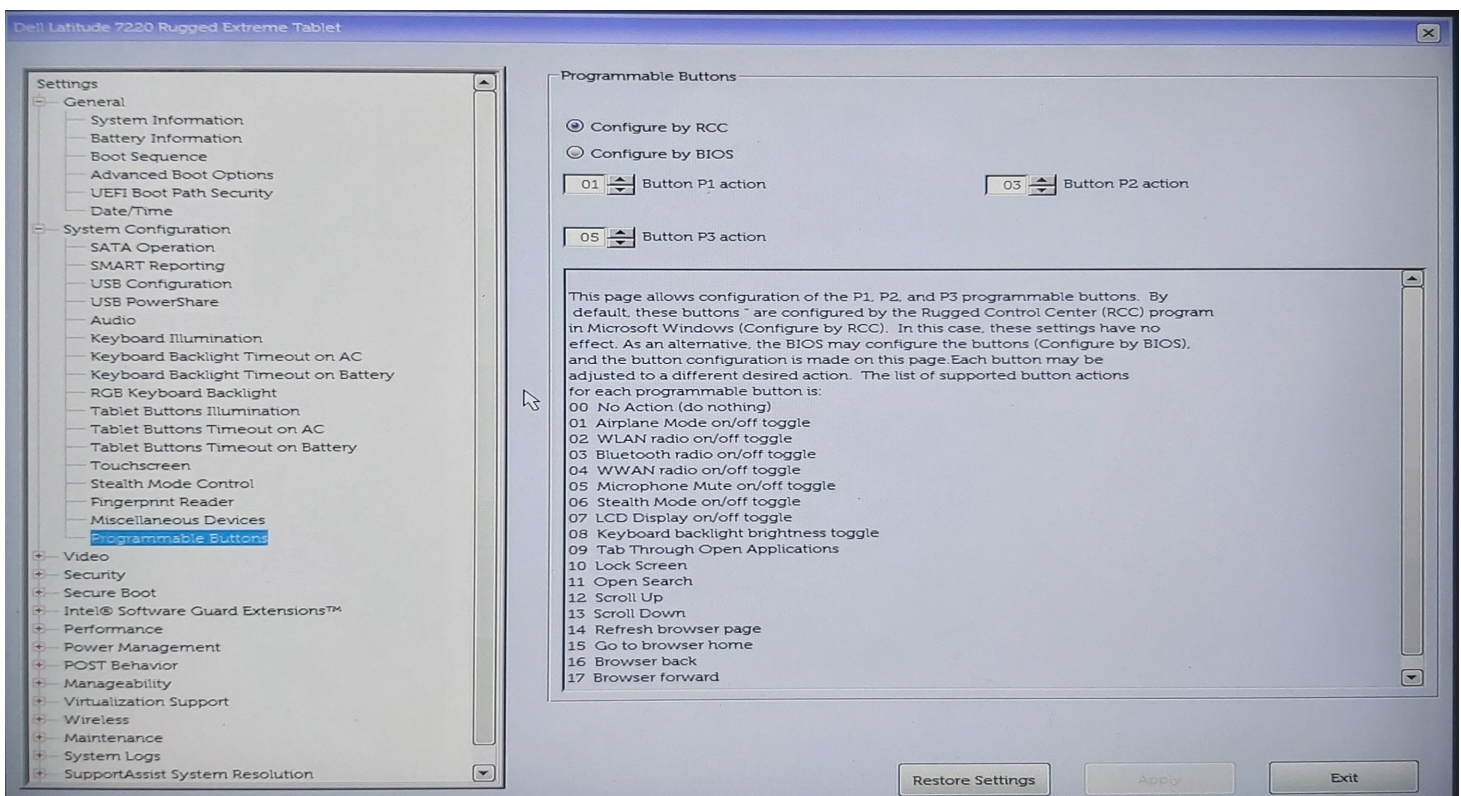 Dell Latitude 7220 Rugged Extreme Tablet
Settings
General
System Information
Battery Information
Boot Sequence
Advanced Boot Options
UEFI Boot Path Security
Date/Time
System Configuration
SATA Operation
SMART Reporting
USB Configuration
USB PowerShare
Audio
Keyboard Illumination
Keyboard Backlight Timeout on AC
Keyboard Backlight Timeout on Battery
RGB Keyboard Backlight
Tablet Buttons Illumination
Tablet Buttons Timeout on AC
Tablet Buttons Timeout on Battery
Touchscreen
Stealth Mode Control
Fingerprint Reader
Miscellaneous Devices
Programmable Buttons
Video
Security
Secure Boot
Intel® Software Guard Extensions™
Performance
Power Management
POST Behavior
Manageability
Virtualization Support
Wireless
Maintenance
System Logs
SupportAssist System Resolution
Programmable Buttons
Configure by RCC
Configure by BIOS
01 Button P1 action
03 Button P2 action
05 Button P3 action
This page allows configuration of the P1, P2, and P3 programmable buttons. By
default, these buttons " are configured by the Rugged Control Center (RCC) program
in Microsoft Windows (Configure by RCC). In this case, these settings have no
effect. As an alternative, the BIOS may configure the buttons (Configure by BIOS),
and the button configuration is made on this page.Each button may be
adjusted to a different desired action. The list of supported button actions
for each programmable button is:
00 No Action (do nothing)
01 Airplane Mode on/off toggle
02 WLAN radio on/off toggle
03 Bluetooth radio on/off toggle
04 WWAN radio on/off toggle
05 Microphone Mute on/off toggle
06 Stealth Mode on/off toggle
07 LCD Display on/off toggle
08 Keyboard backlight brightness toggle
09 Tab Through Open Applications
10 Lock Screen
11 Open Search
12 Scroll Up
13 Scroll Down
14 Refresh browser page
15 Go to browser home
16 Browser back
17 Browser forward
Restore Settings
Apply
Exit